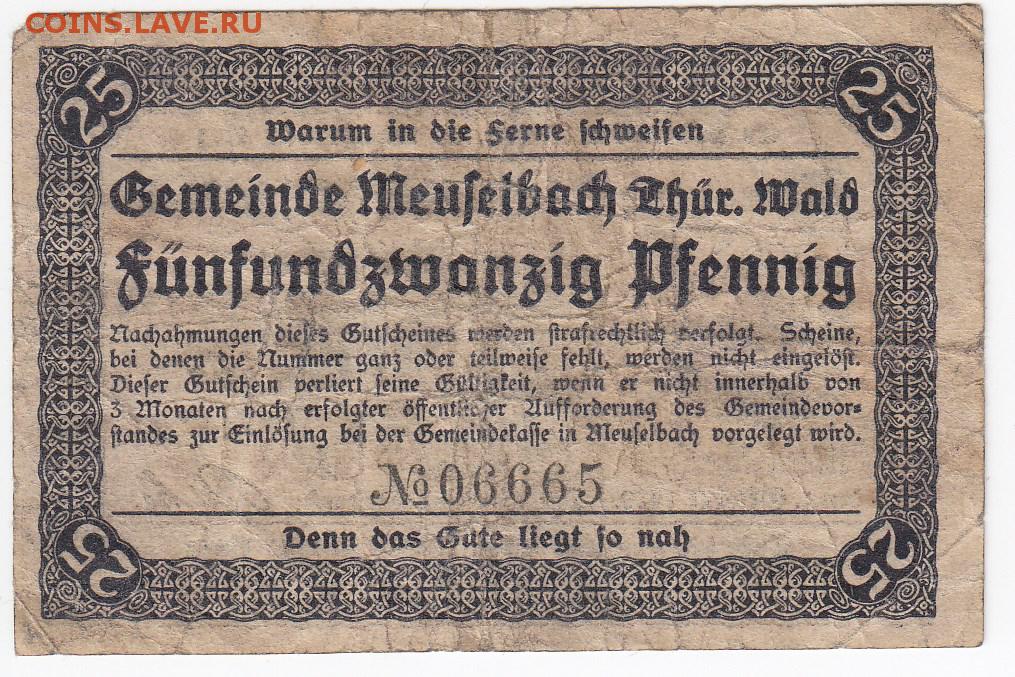 COINS.LAVE.RU
25 25
Warum in die Ferne schweifen
Gemeinde Meuselbach Thür. Wald
Fünfundzwanzig Pfennig
Nachahmungen dieses Gutscheines werden strafrechtlich verfolgt. Scheine,
bei denen die Nummer ganz oder teilweise fehlt, werden nicht eingelöst.
Dieser Gutschein verliert seine Gültigkeit, wenn er nicht innerhalb von
3 Monaten nach erfolgter öffentlicher Aufforderung des Gemeindevor-
standes zur Einlösung bei der Gemeindekasse in Meuselbach vorgelegt wird.
№ 06665
Denn das Gute liegt so nah
25 25